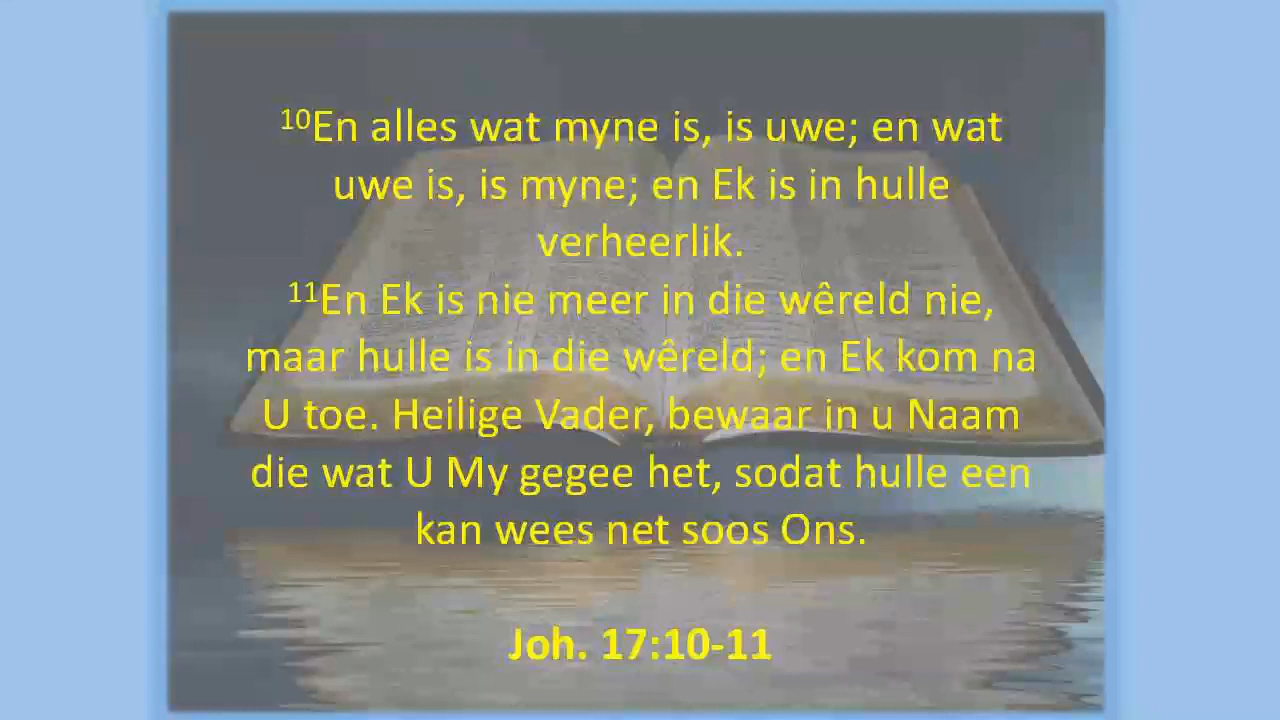 ¹⁰En alles wat myne is, is uwe; en wat
uwe is, is myne; en Ek is in hulle
verheerlik.
¹¹En Ek is nie meer in die wêreld nie,
maar hulle is in die wêreld; en Ek kom na
U toe. Heilige Vader, bewaar in u Naam
die wat U My gegee het, sodat hulle een
kan wees net soos Ons.
Joh. 17:10-11